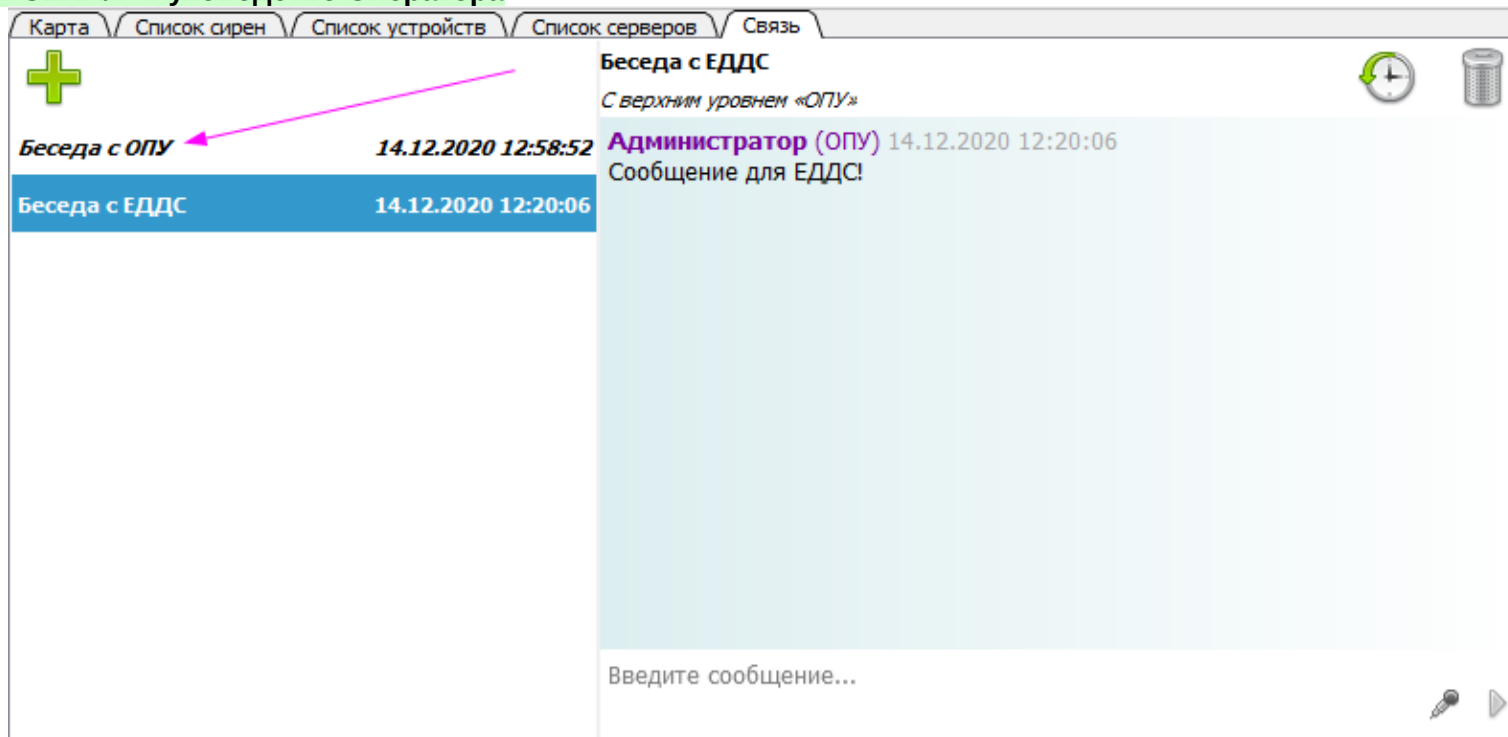 Карта Список сирен Список устройств Список серверов Связь
Беседа с ЕДДС
С верхним уровнем «ОПУ»
Беседа с ОПУ 14.12.2020 12:58:52
Беседа с ЕДДС 14.12.2020 12:20:06
Администратор (ОПУ) 14.12.2020 12:20:06
Сообщение для ЕДДС!
Введите сообщение...